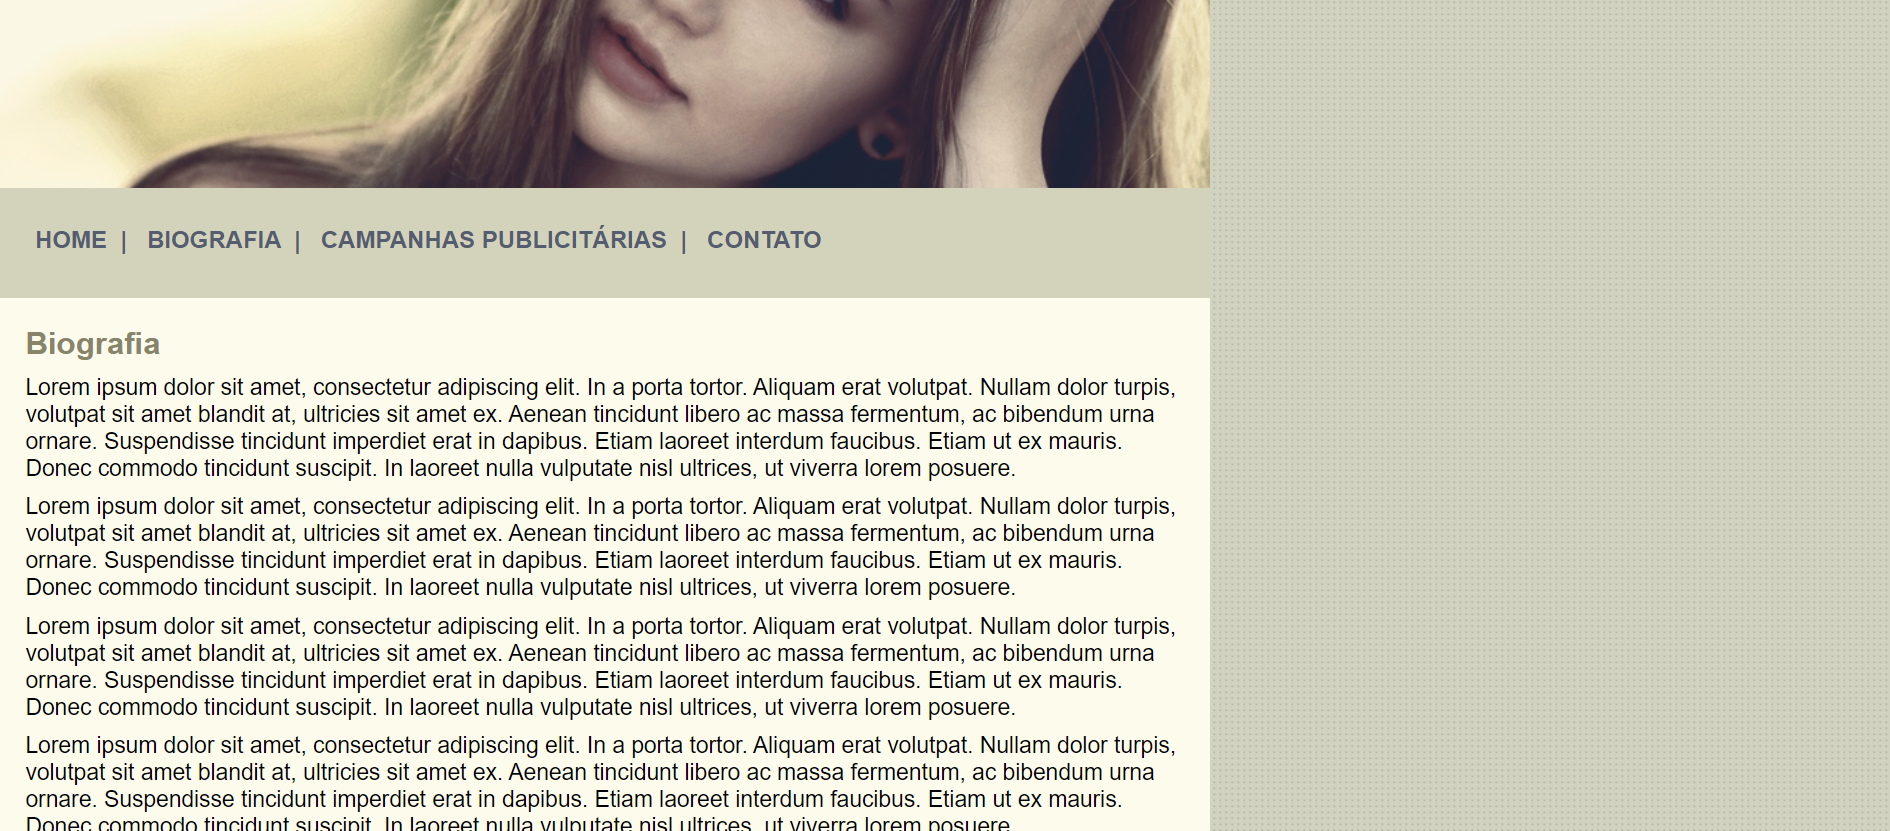 HOME | BIOGRAFIA | CAMPANHAS PUBLICITÁRIAS | CONTATO
Biografia
Lorem ipsum dolor sit amet, consectetur adipiscing elit. In a porta tortor. Aliquam erat volutpat. Nullam dolor turpis,
volutpat sit amet blandit at, ultricies sit amet ex. Aenean tincidunt libero ac massa fermentum, ac bibendum urna
ornare. Suspendisse tincidunt imperdiet erat in dapibus. Etiam laoreet interdum faucibus. Etiam ut ex mauris.
Donec commodo tincidunt suscipit. In laoreet nulla vulputate nisl ultrices, ut viverra lorem posuere.
Lorem ipsum dolor sit amet, consectetur adipiscing elit. In a porta tortor. Aliquam erat volutpat. Nullam dolor turpis,
volutpat sit amet blandit at, ultricies sit amet ex. Aenean tincidunt libero ac massa fermentum, ac bibendum urna
ornare. Suspendisse tincidunt imperdiet erat in dapibus. Etiam laoreet interdum faucibus. Etiam ut ex mauris.
Donec commodo tincidunt suscipit. In laoreet nulla vulputate nisl ultrices, ut viverra lorem posuere.
Lorem ipsum dolor sit amet, consectetur adipiscing elit. In a porta tortor. Aliquam erat volutpat. Nullam dolor turpis,
volutpat sit amet blandit at, ultricies sit amet ex. Aenean tincidunt libero ac massa fermentum, ac bibendum urna
ornare. Suspendisse tincidunt imperdiet erat in dapibus. Etiam laoreet interdum faucibus. Etiam ut ex mauris.
Donec commodo tincidunt suscipit. In laoreet nulla vulputate nisl ultrices, ut viverra lorem posuere.
Lorem ipsum dolor sit amet, consectetur adipiscing elit. In a porta tortor. Aliquam erat volutpat. Nullam dolor turpis,
volutpat sit amet blandit at, ultricies sit amet ex. Aenean tincidunt libero ac massa fermentum, ac bibendum urna
ornare. Suspendisse tincidunt imperdiet erat in dapibus. Etiam laoreet interdum faucibus. Etiam ut ex mauris.
Donec commodo tincidunt suscipit. In laoreet nulla vulputate nisl ultrices, ut viverra lorem posuere.